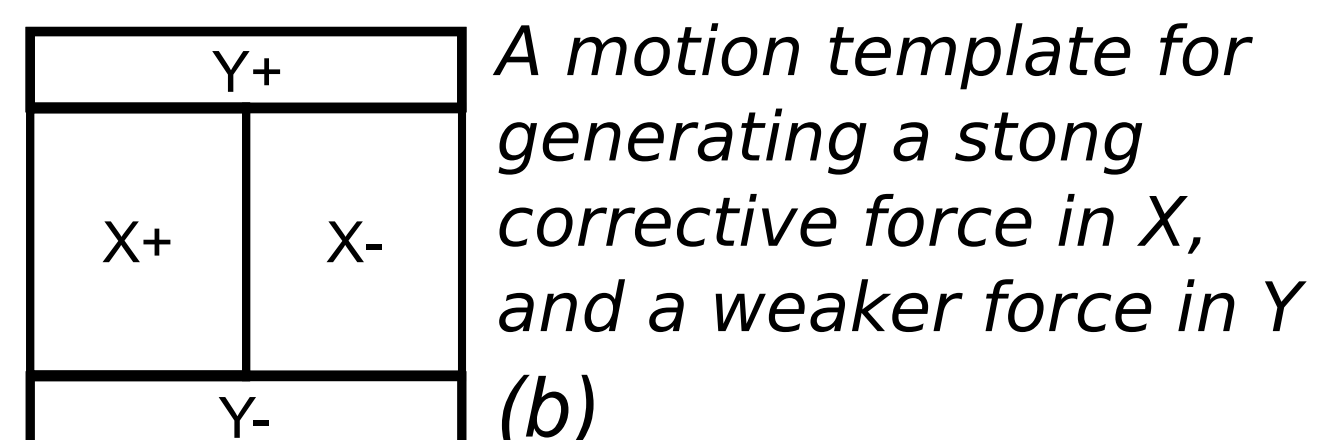 Y+
X+ X-
Y-
A motion template for
generating a stong
corrective force in X,
and a weaker force in Y
(b)